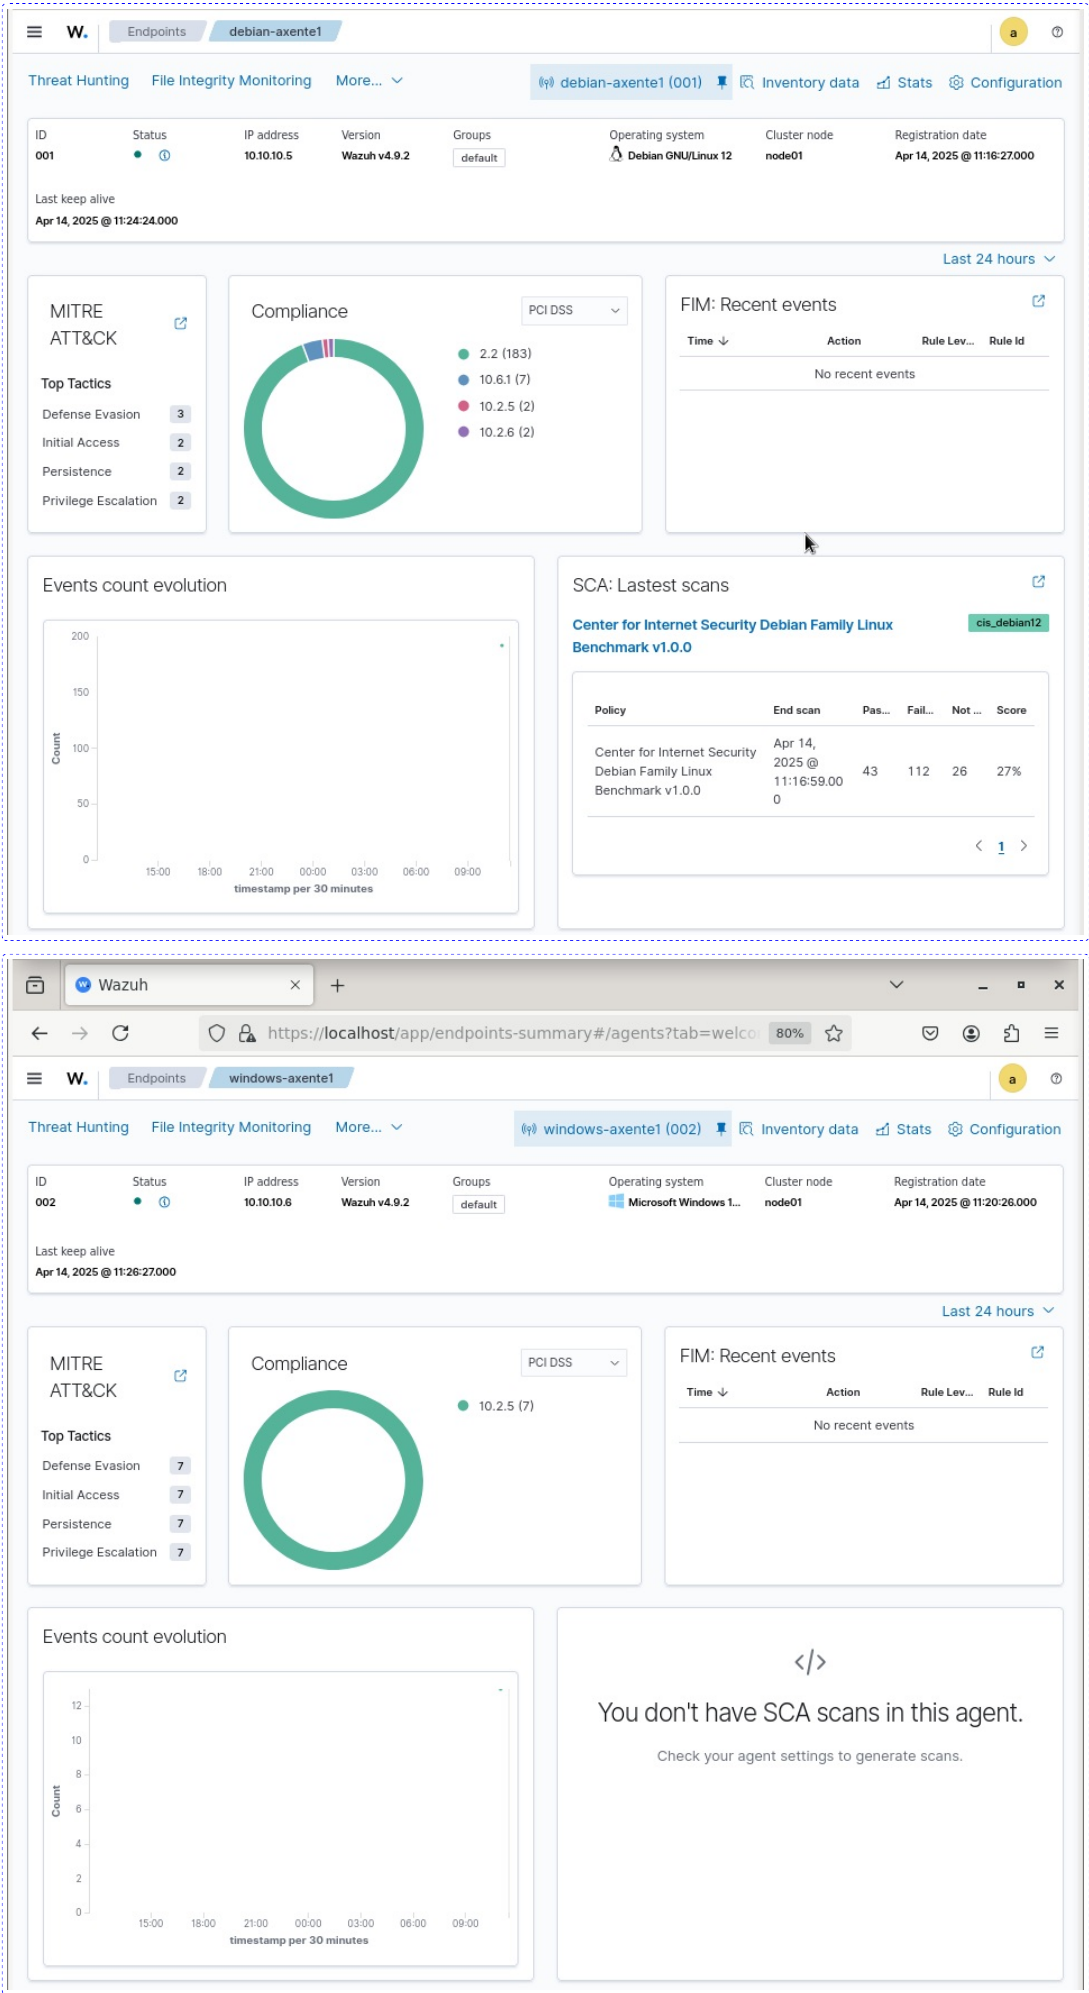 W. Endpoints debian-axente1 a
Threat Hunting File Integrity Monitoring More... debian-axente1 (001) Inventory data Stats Configuration
ID Status IP address Version Groups Operating system Cluster node Registration date
001 10.10.10.5 Wazuh v4.9.2 default Debian GNU/Linux 12 node01 Apr 14, 2025 @ 11:16:27.000
Last keep alive
Apr 14, 2025 @ 11:24:24.000
Last 24 hours
MITRE
ATT&CK
Top Tactics
Defense Evasion 3
Initial Access 2
Persistence 2
Privilege Escalation 2
Compliance PCI DSS
2.2 (183)
10.6.1 (7)
10.2.5 (2)
10.2.6 (2)
FIM: Recent events
Time Action Rule Lev... Rule Id
No recent events
Events count evolution
Count
200
150
100
50
0
15:00 18:00 21:00 00:00 03:00 06:00 09:00
timestamp per 30 minutes
SCA: Lastest scans
Center for Internet Security Debian Family Linux
Benchmark v1.0.0
cis_debian12
Policy End scan Pas... Fail... Not ... Score
Center for Internet Security
Debian Family Linux
Benchmark v1.0.0
Apr 14,
2025 @
11:16:59.00
0
43 112 26 27%
1
Wazuh
https://localhost/app/endpoints-summary#/agents?tab=welco 80%
W. Endpoints windows-axente1 a
Threat Hunting File Integrity Monitoring More... windows-axente1 (002) Inventory data Stats Configuration
ID Status IP address Version Groups Operating system Cluster node Registration date
002 10.10.10.6 Wazuh v4.9.2 default Microsoft Windows 1... node01 Apr 14, 2025 @ 11:20:26.000
Last keep alive
Apr 14, 2025 @ 11:26:27.000
Last 24 hours
MITRE
ATT&CK
Top Tactics
Defense Evasion 7
Initial Access 7
Persistence 7
Privilege Escalation 7
Compliance PCI DSS
10.2.5 (7)
FIM: Recent events
Time Action Rule Lev... Rule Id
No recent events
Events count evolution
Count
12
10
8
6
4
2
0
15:00 18:00 21:00 00:00 03:00 06:00 09:00
timestamp per 30 minutes
You don't have SCA scans in this agent.
Check your agent settings to generate scans.